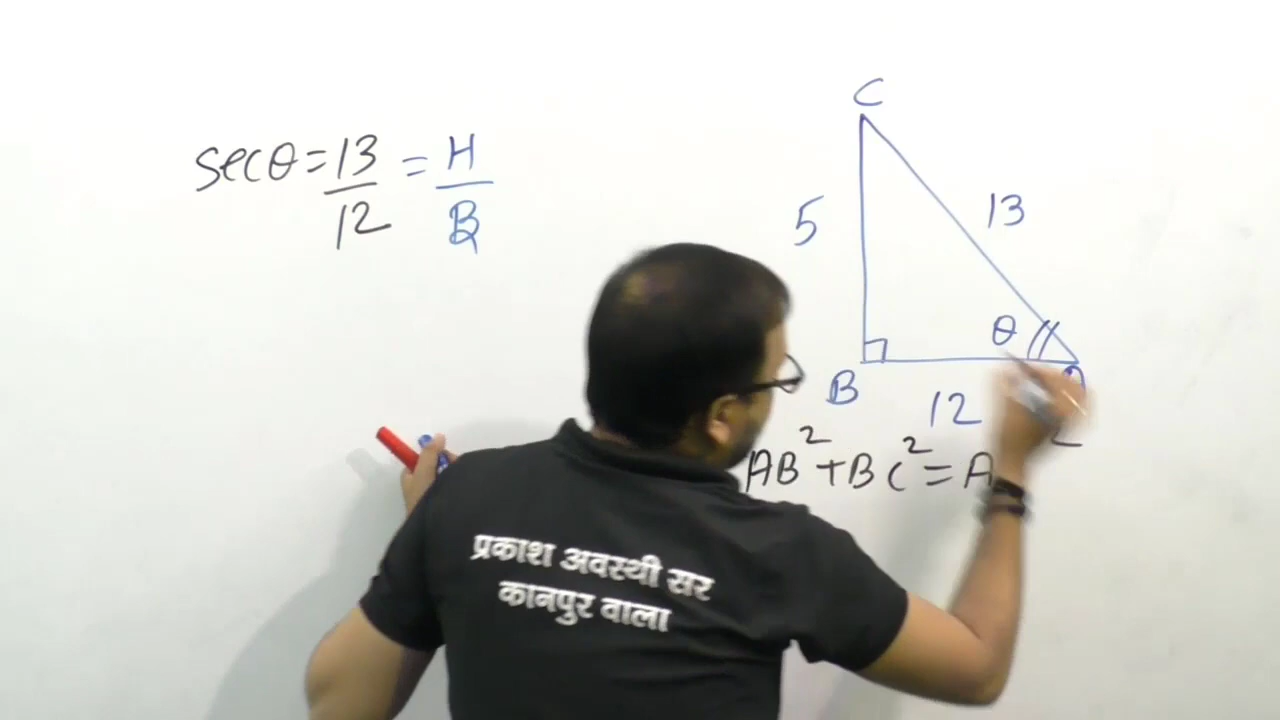 secθ = 13/12 = H/B
C
5
13
θ
B
12
AB² + BC² = A
प्रकाश अवस्थी सर
कानपुर वाला